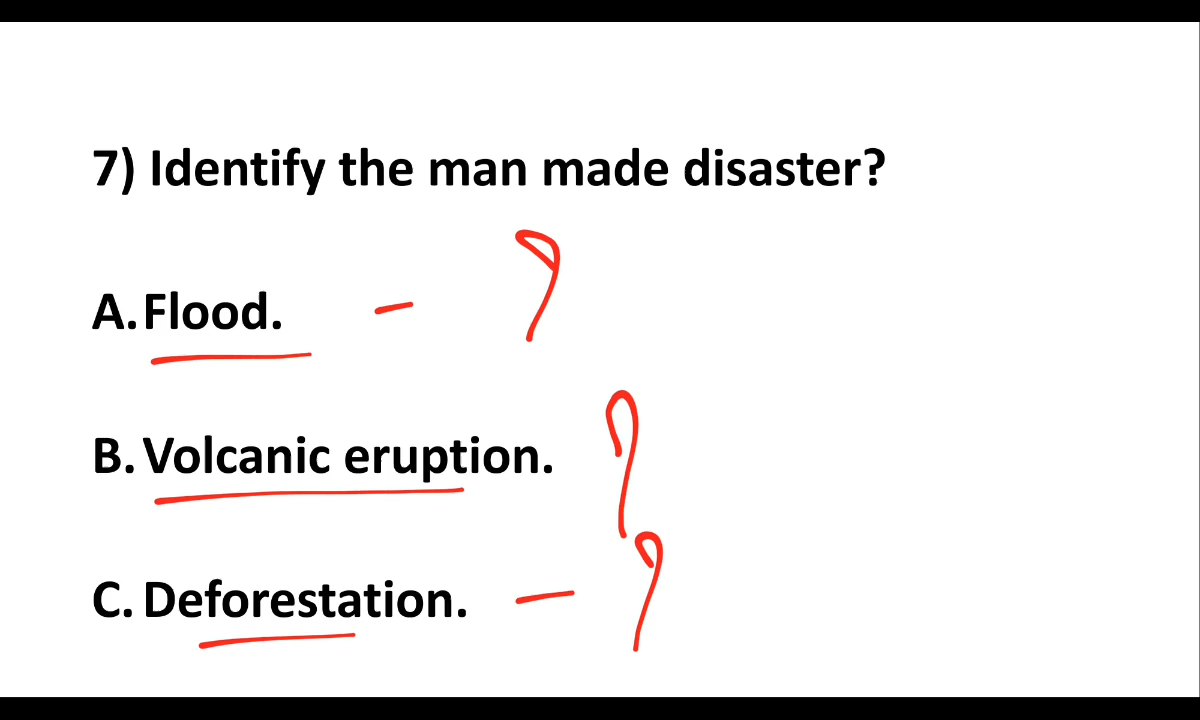 7) Identify the man made disaster?
A. Flood.
B. Volcanic eruption.
C. Deforestation.